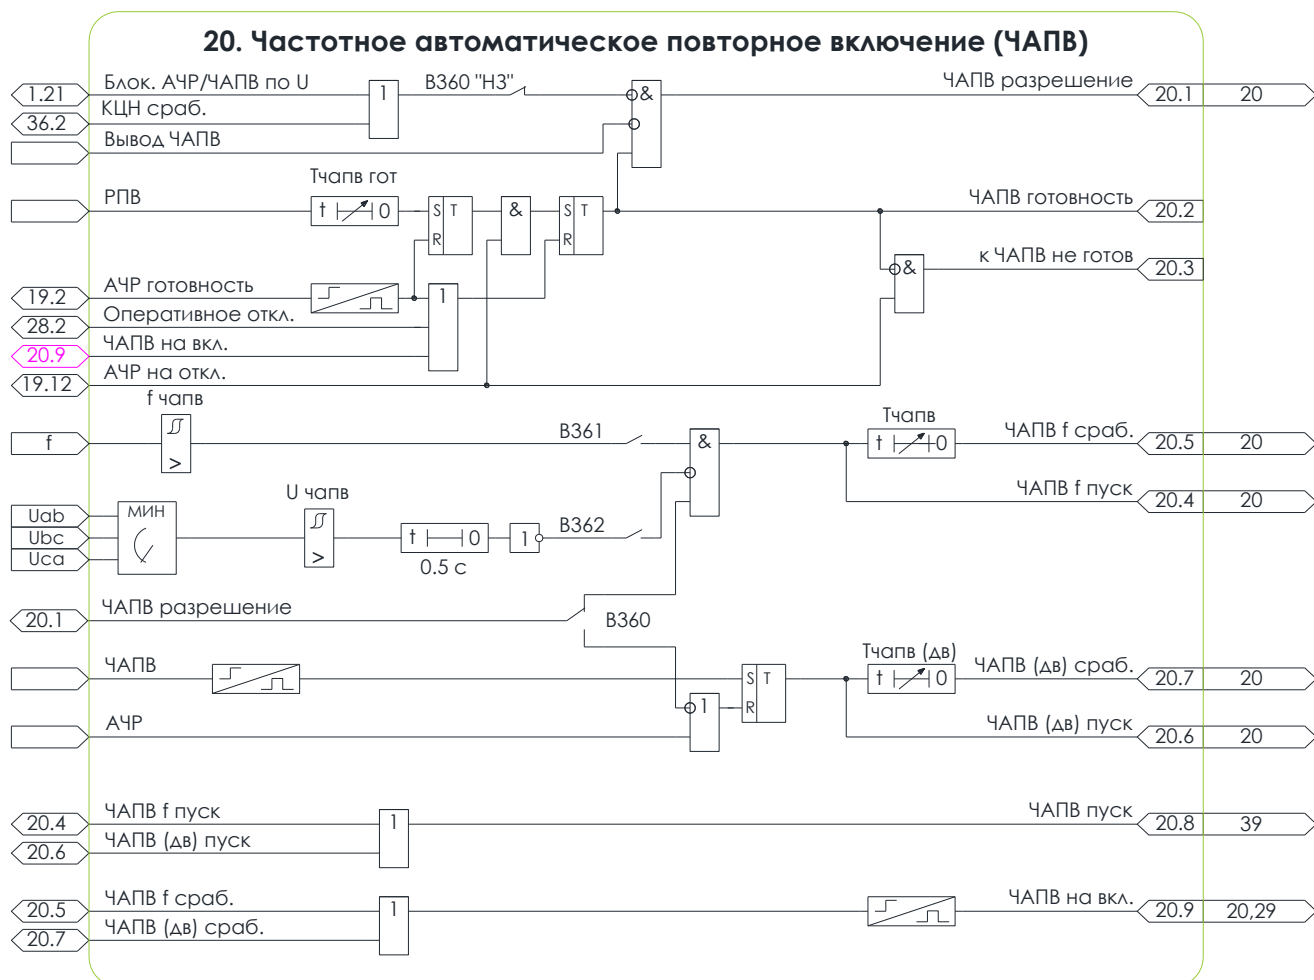 20. Частотное автоматическое повторное включение (ЧАПВ)
1.21 Блок. АЧР/ЧАПВ по U 1 В360 "НЗ" & ЧАПВ разрешение 20.1 20
36.2 КЦН сраб.
Вывод ЧАПВ
Тчапв гот
РПВ t 0 S T & S T ЧАПВ готовность 20.2
R R
& к ЧАПВ не готов 20.3
19.2 АЧР готовность 1
28.2 Оперативное откл.
20.9 ЧАПВ на вкл.
19.12 АЧР на откл.
f чапв
Тчапв
f > В361 & t 0 ЧАПВ f сраб. 20.5 20
ЧАПВ f пуск 20.4 20
U чапв
Uab МИН
Ubc > t 0 1 В362
Uca
0.5 с
20.1 ЧАПВ разрешение В360
Тчапв (дв)
ЧАПВ S T t 0 ЧАПВ (дв) сраб. 20.7 20
1 R
АЧР ЧАПВ (дв) пуск 20.6 20
20.4 ЧАПВ f пуск 1 ЧАПВ пуск 20.8 39
20.6 ЧАПВ (дв) пуск
20.5 ЧАПВ f сраб. 1 ЧАПВ на вкл. 20.9 20,29
20.7 ЧАПВ (дв) сраб.